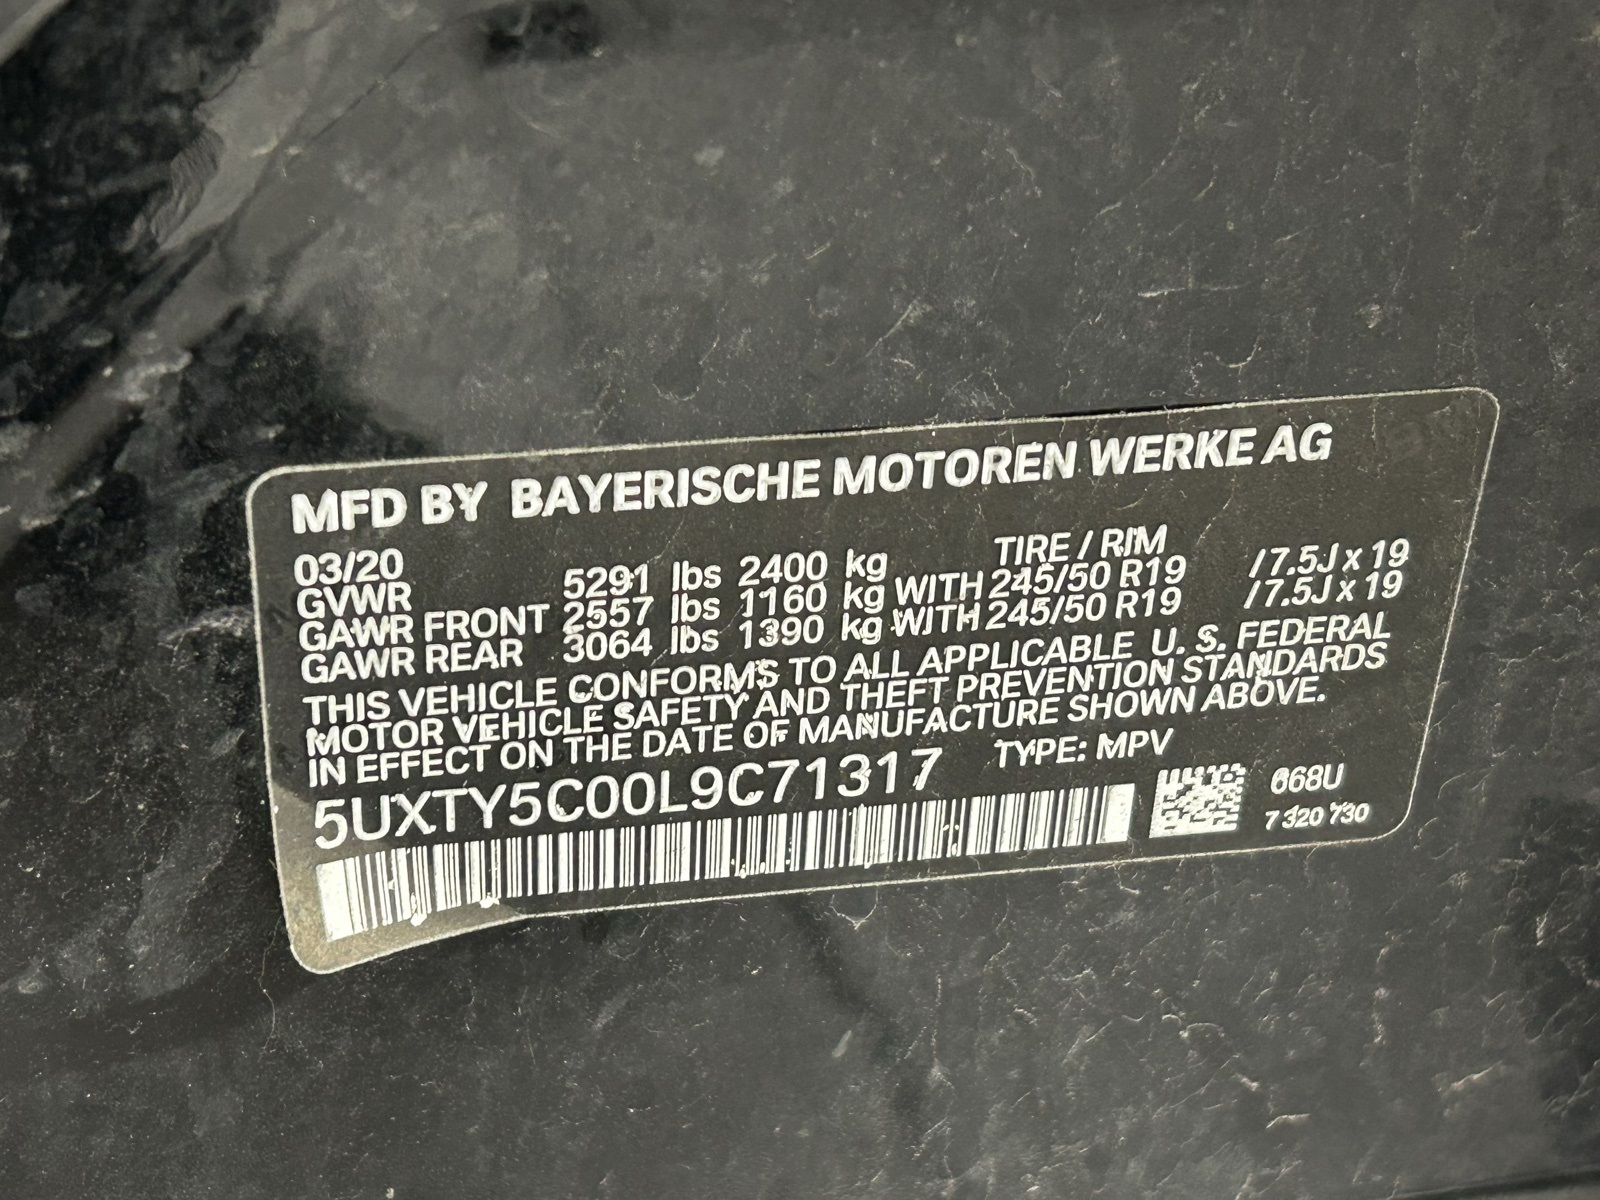 MFD BY BAYERISCHE MOTOREN WERKE AG
03/20 TIRE / RIM
GVWR 5291 lbs 2400 kg
GAWR FRONT 2557 lbs 1160 kg WITH 245/50 R19 / 7.5J x 19
GAWR REAR 3064 lbs 1390 kg WITH 245/50 R19 / 7.5J x 19
THIS VEHICLE CONFORMS TO ALL APPLICABLE U. S. FEDERAL
MOTOR VEHICLE SAFETY AND THEFT PREVENTION STANDARDS
IN EFFECT ON THE DATE OF MANUFACTURE SHOWN ABOVE.
5UXTY5C00L9C71317 TYPE: MPV
668U
7 320 730